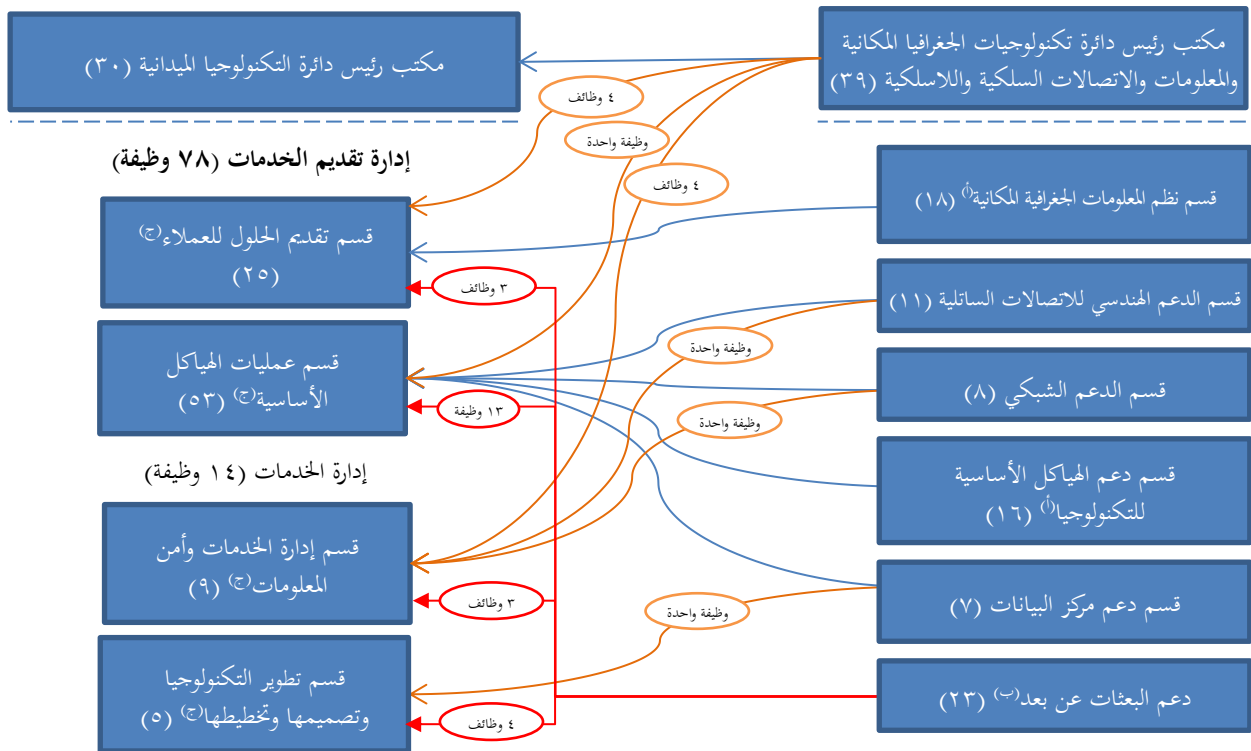 مكتب رئيس دائرة تكنولوجيات الجغرافيا المكانية
والمعلومات والاتصالات السلكية واللاسلكية (٣٩)
مكتب رئيس دائرة التكنولوجيا الميدانية (٣٠)
٤ وظائف
وظيفة واحدة
٤ وظائف
إدارة تقديم الخدمات (٧٨ وظيفة)
قسم نظم المعلومات الجغرافية المكانية(أ) (١٨)
قسم تقديم الحلول للعملاء(ج)
(٢٥)
٣ وظائف
قسم الدعم الهندسي للاتصالات الساتلية (١١)
وظيفة واحدة
قسم عمليات الهياكل
الأساسية(ج) (٥٣)
١٣ وظيفة
قسم الدعم الشبكي (٨)
وظيفة واحدة
إدارة الخدمات (١٤ وظيفة)
قسم دعم الهياكل الأساسية
للتكنولوجيا(أ) (١٦)
قسم إدارة الخدمات وأمن
المعلومات(ج) (٩)
٣ وظائف
قسم دعم مركز البيانات (٧)
وظيفة واحدة
قسم تطوير التكنولوجيا
وتصميمها وتخطيطها(ج) (٥)
٤ وظائف
دعم البعثات عن بعد(ب) (٢٣)